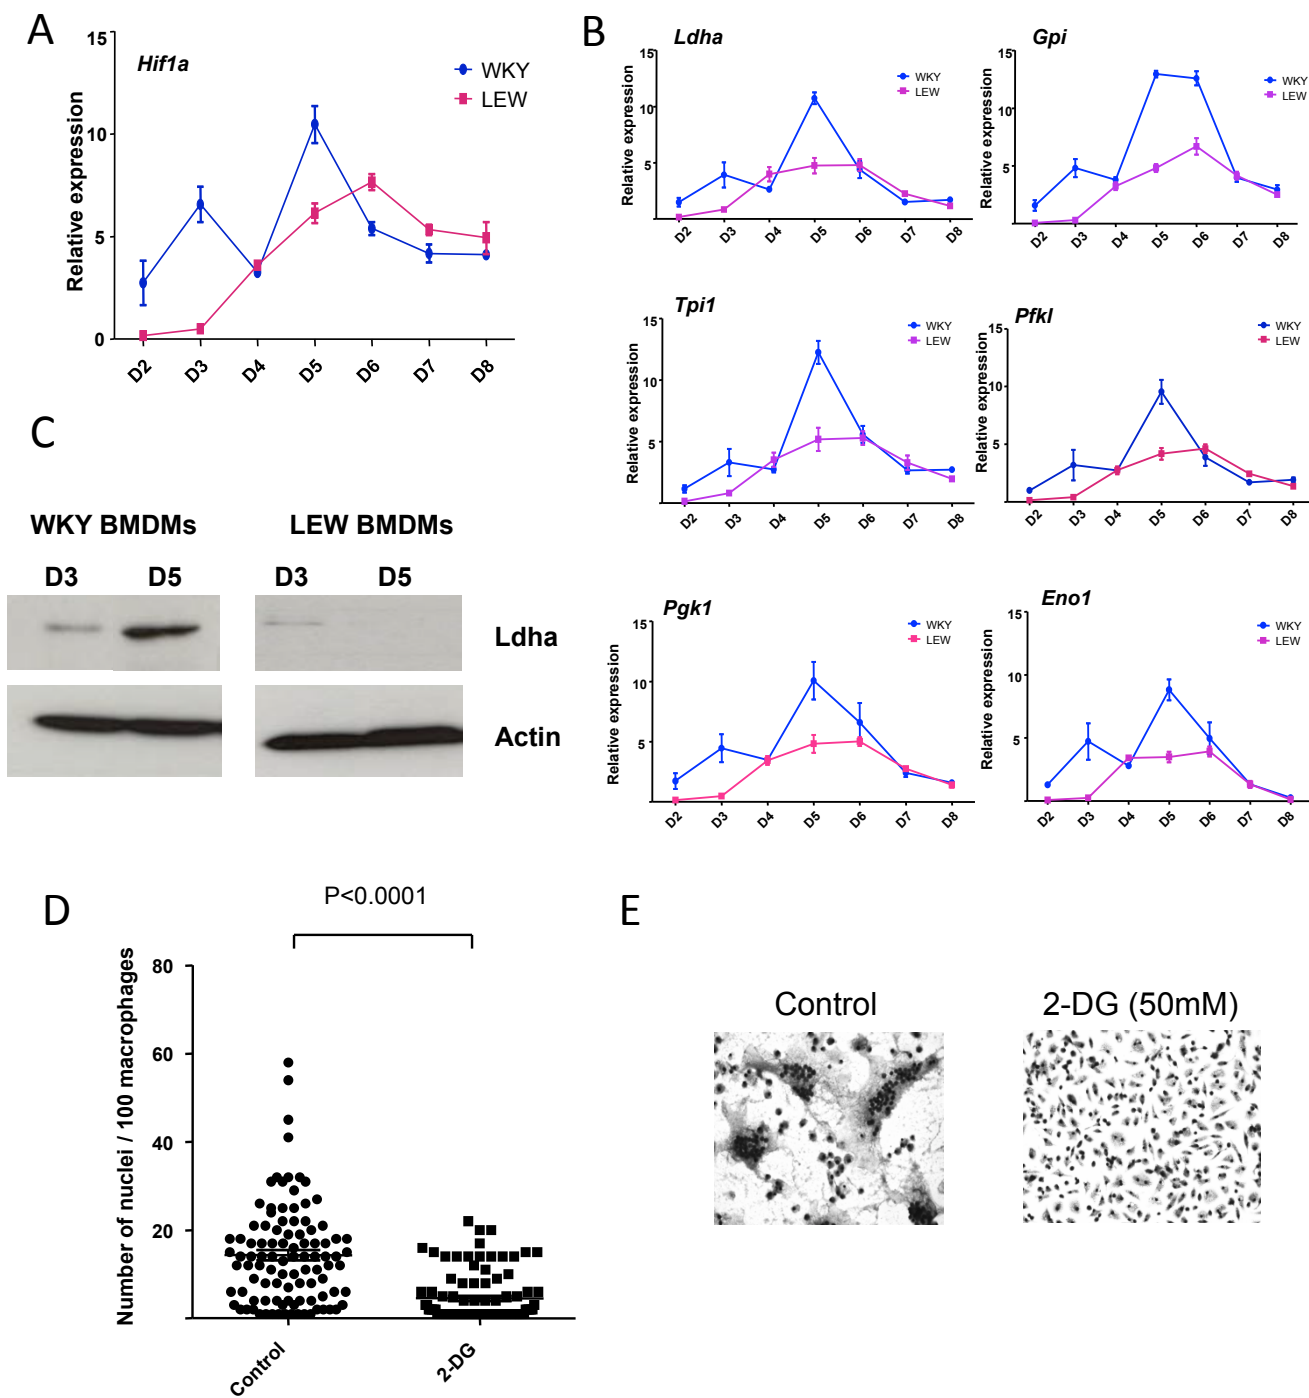 A
Hif1a
WKY
LEW
Relative expression
15
10
5
0
D2 D3 D4 D5 D6 D7 D8
B
Ldha
WKY
LEW
Relative expression
15
10
5
D2 D3 D4 D5 D6 D7 D8
Gpi
WKY
LEW
Relative expression
15
10
5
D2 D3 D4 D5 D6 D7 D8
Tpi1
WKY
LEW
Relative expression
15
10
5
D2 D3 D4 D5 D6 D7 D8
Pfkl
WKY
LEW
Relative expression
15
10
5
D2 D3 D4 D5 D6 D7 D8
Pgk1
WKY
LEW
Relative expression
15
10
5
D2 D3 D4 D5 D6 D7 D8
Eno1
WKY
LEW
Relative expression
15
10
5
D2 D3 D4 D5 D6 D7 D8
C
WKY BMDMs LEW BMDMs
D3 D5 D3 D5
Ldha
Actin
D
P<0.0001
Number of nuclei / 100 macrophages
80
60
40
20
Control
2-DG
E
Control
2-DG (50mM)